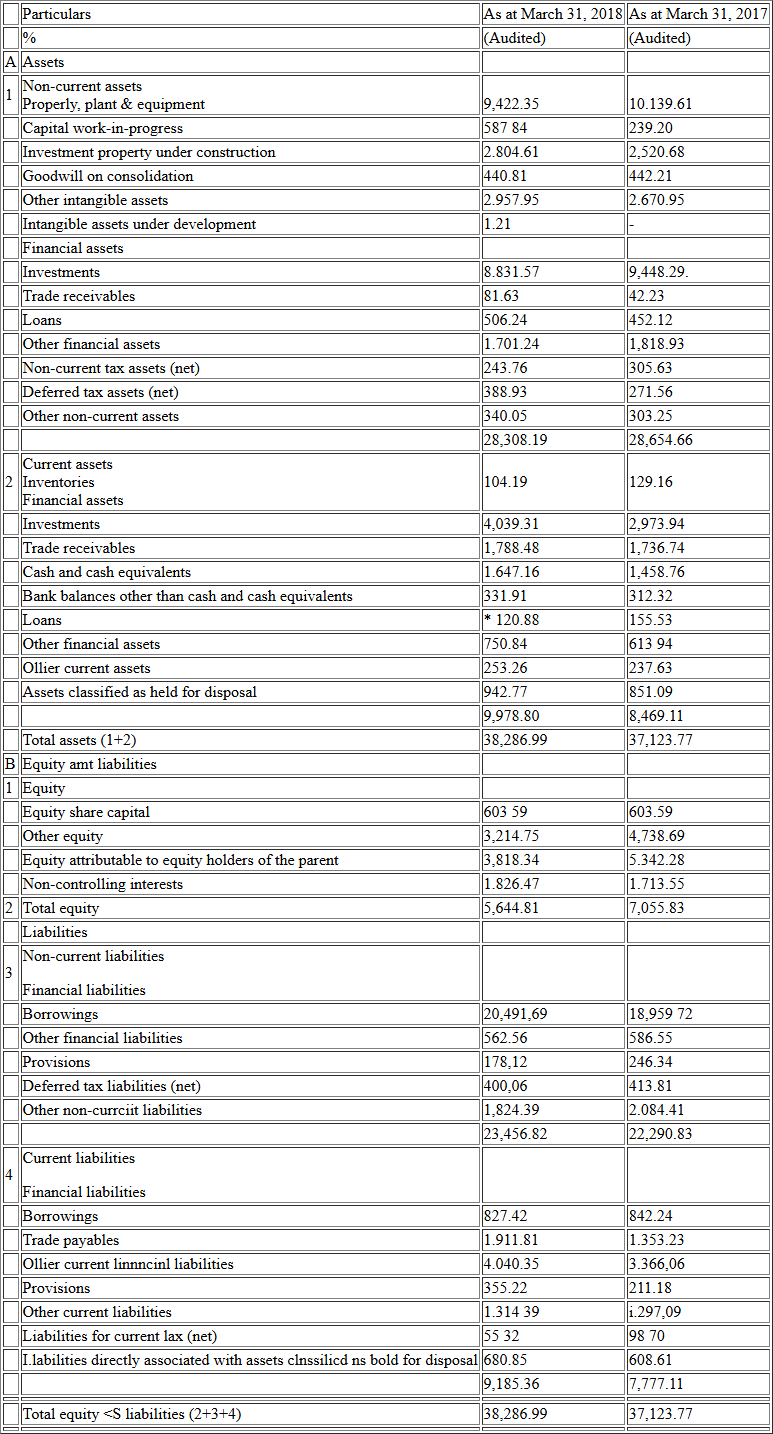 Particulars As at March 31, 2018 As at March 31, 2017
% (Audited) (Audited)
A Assets
1 Non-current assets
Properly, plant & equipment 9,422.35 10.139.61
Capital work-in-progress 587 84 239.20
Investment property under construction 2.804.61 2,520.68
Goodwill on consolidation 440.81 442.21
Other intangible assets 2.957.95 2.670.95
Intangible assets under development 1.21 -
Financial assets
Investments 8.831.57 9,448.29.
Trade receivables 81.63 42.23
Loans 506.24 452.12
Other financial assets 1.701.24 1,818.93
Non-current tax assets (net) 243.76 305.63
Deferred tax assets (net) 388.93 271.56
Other non-current assets 340.05 303.25
28,308.19 28,654.66
Current assets
2 Inventories 104.19 129.16
Financial assets
Investments 4,039.31 2,973.94
Trade receivables 1,788.48 1,736.74
Cash and cash equivalents 1.647.16 1,458.76
Bank balances other than cash and cash equivalents 331.91 312.32
Loans * 120.88 155.53
Other financial assets 750.84 613 94
Ollier current assets 253.26 237.63
Assets classified as held for disposal 942.77 851.09
9,978.80 8,469.11
Total assets (1+2) 38,286.99 37,123.77
B Equity amt liabilities
1 Equity
Equity share capital 603 59 603.59
Other equity 3,214.75 4,738.69
Equity attributable to equity holders of the parent 3,818.34 5.342.28
Non-controlling interests 1.826.47 1.713.55
2 Total equity 5,644.81 7,055.83
Liabilities
3 Non-current liabilities
Financial liabilities
Borrowings 20,491,69 18,959 72
Other financial liabilities 562.56 586.55
Provisions 178,12 246.34
Deferred tax liabilities (net) 400,06 413.81
Other non-currciit liabilities 1,824.39 2.084.41
23,456.82 22,290.83
4 Current liabilities
Financial liabilities
Borrowings 827.42 842.24
Trade payables 1.911.81 1.353.23
Ollier current linnncinl liabilities 4.040.35 3.366,06
Provisions 355.22 211.18
Other current liabilities 1.314 39 i.297,09
Liabilities for current lax (net) 55 32 98 70
I.labilities directly associated with assets clnssilicd ns bold for disposal 680.85 608.61
9,185.36 7,777.11
Total equity <S liabilities (2+3+4) 38,286.99 37,123.77